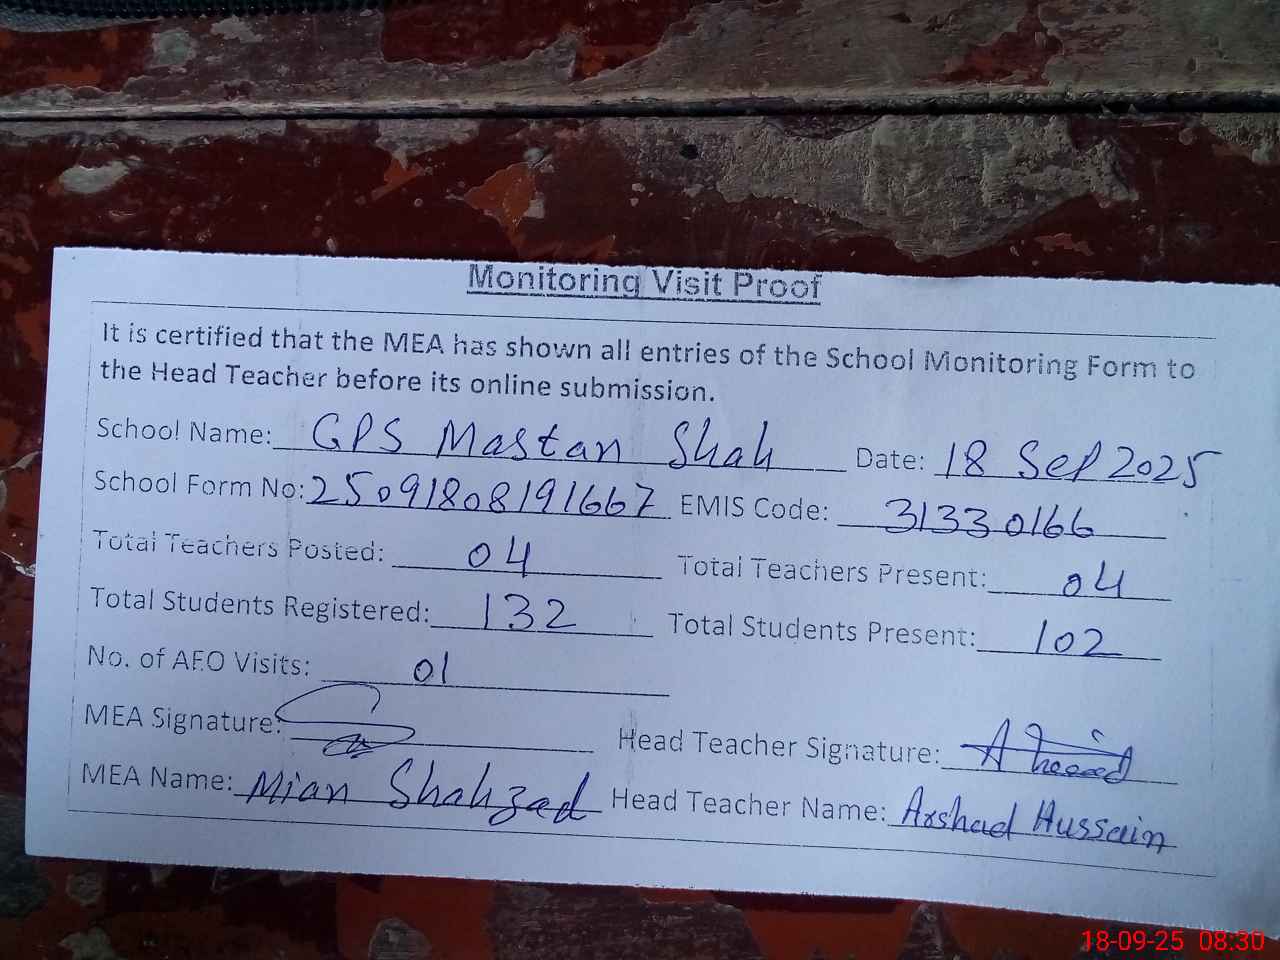 Monitoring Visit Proof
It is certified that the MEA has shown all entries of the School Monitoring Form to
the Head Teacher before its online submission.
School Name: GPS Mastan Shah Date: 18 Sep 2025
School Form No: 25091808191667 EMIS Code: 31330166
Total Teachers Posted: 04 Total Teachers Present: 04
Total Students Registered: 132 Total Students Present: 102
No. of AEO Visits: 01
MEA Signature: Head Teacher Signature:
MEA Name: Mian Shahzad Head Teacher Name: Arshad Hussain
18-09-25 08:30